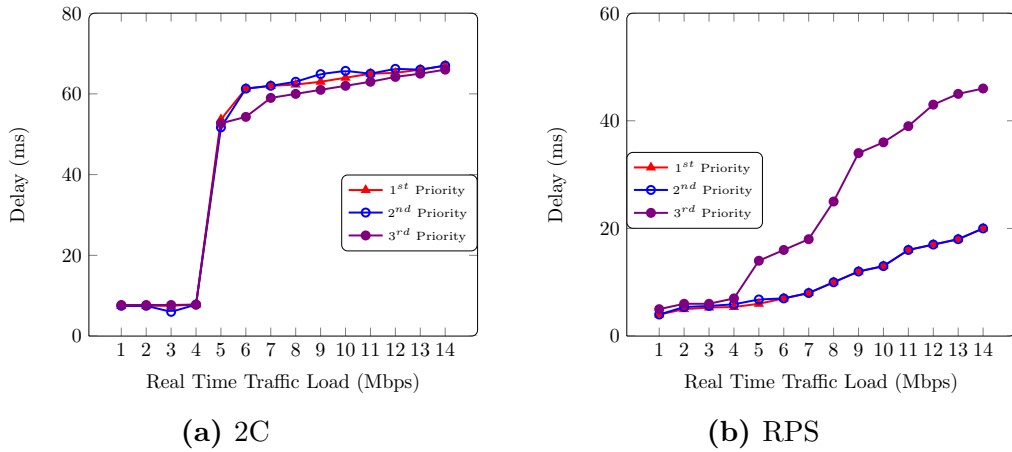 80
60
40
20
0
Delay (ms)
1 2 3 4 5 6 7 8 9 10 11 12 13 14
Real Time Traffic Load (Mbps)
1st Priority
2nd Priority
3rd Priority
(a) 2C
60
40
20
0
Delay (ms)
1 2 3 4 5 6 7 8 9 10 11 12 13 14
Real Time Traffic Load (Mbps)
1st Priority
2nd Priority
3rd Priority
(b) RPS